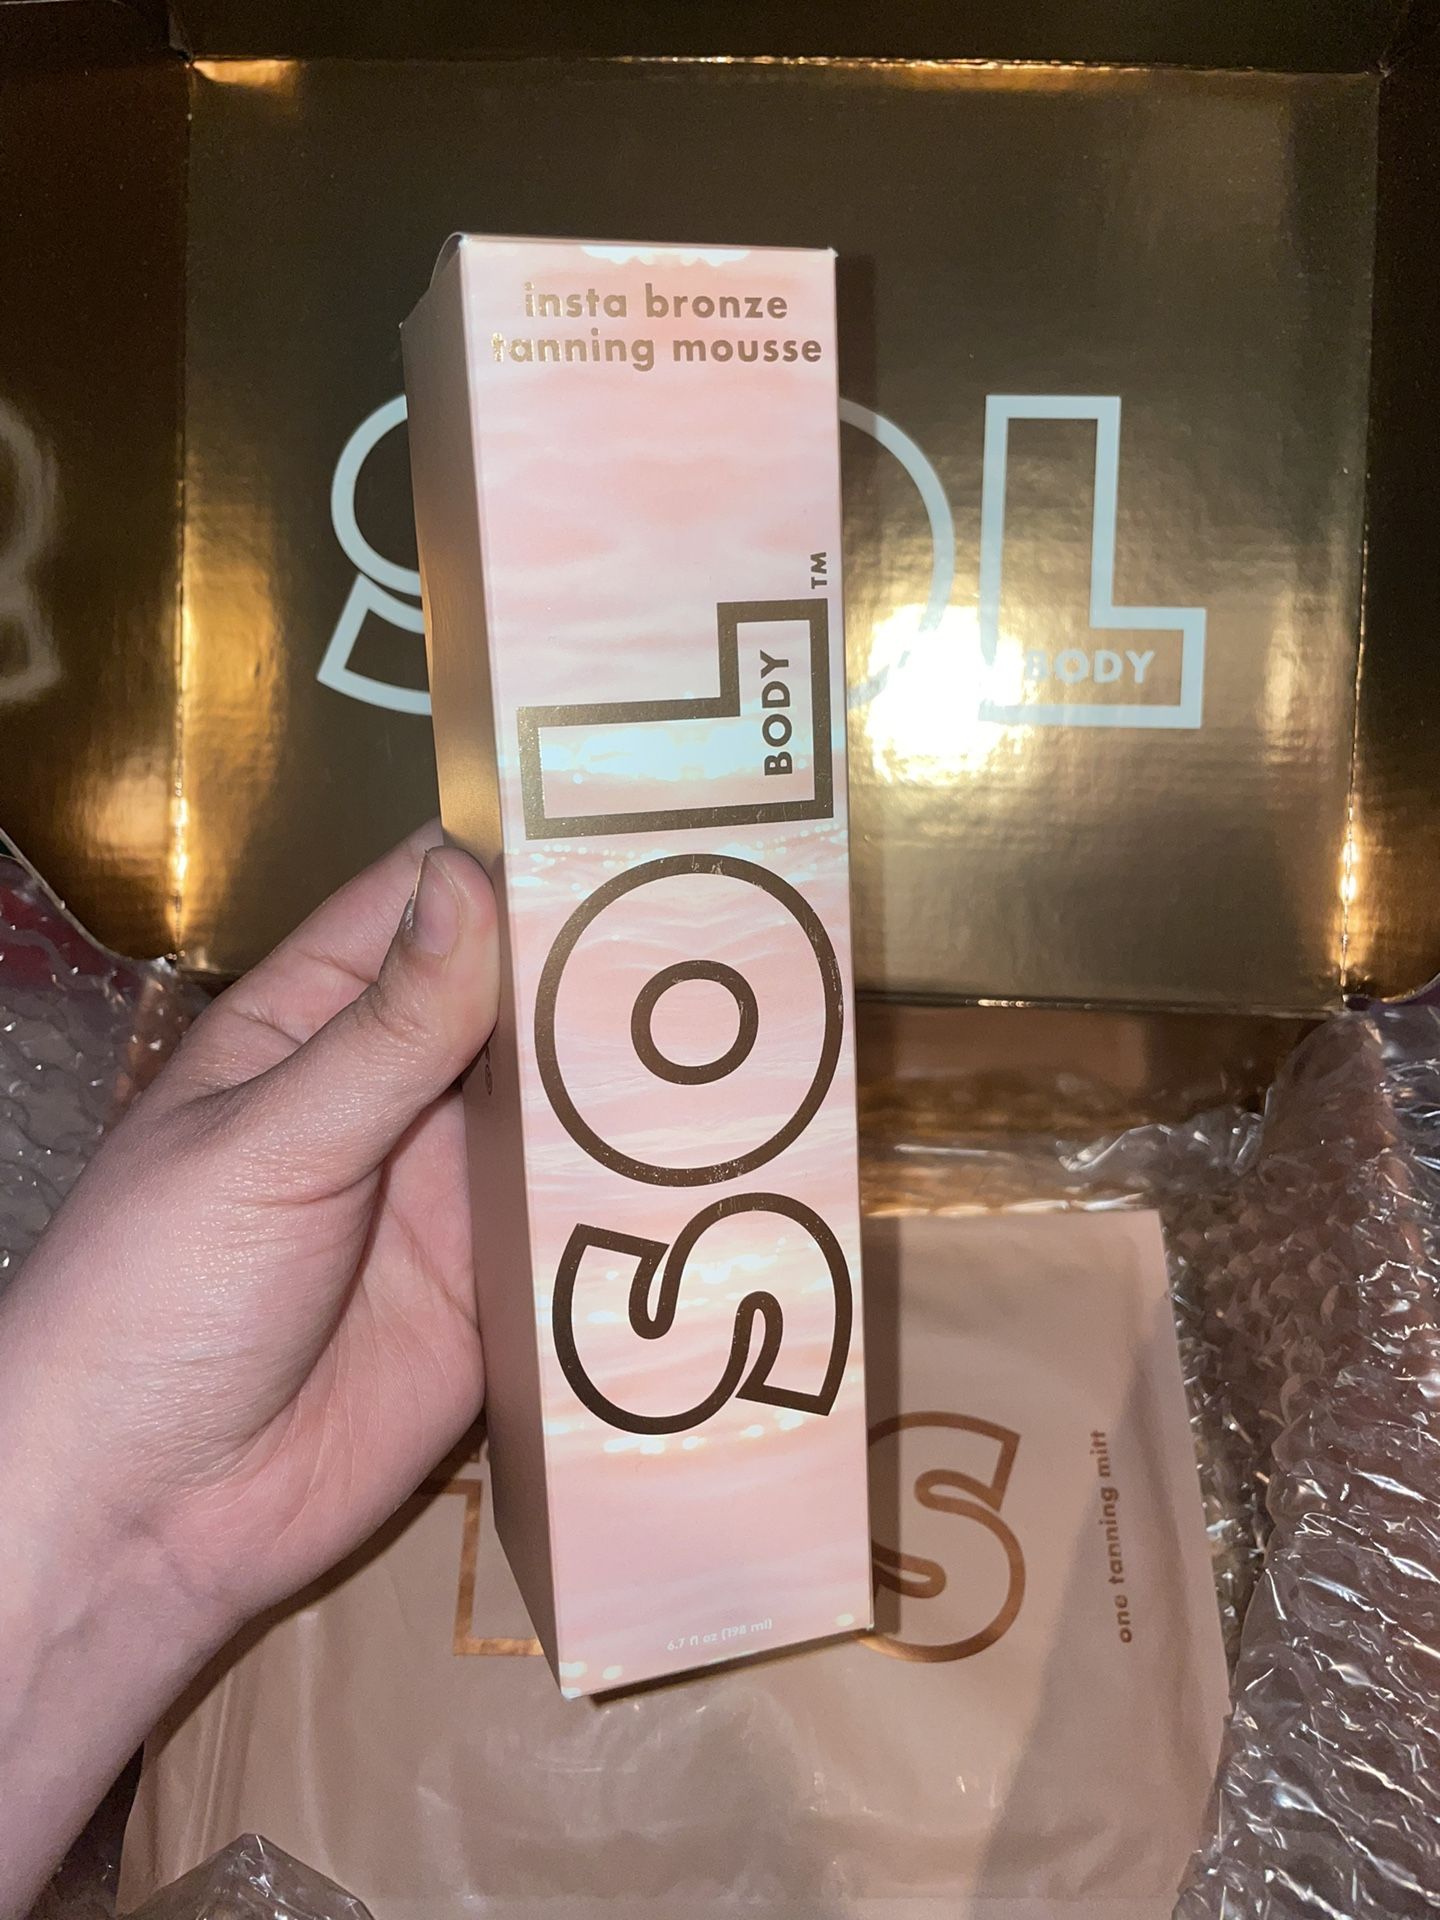 insta bronze
tanning mousse
SOL
BODY
TM
6.7 fl oz (198 ml)
SOL
BODY
one tanning mitt